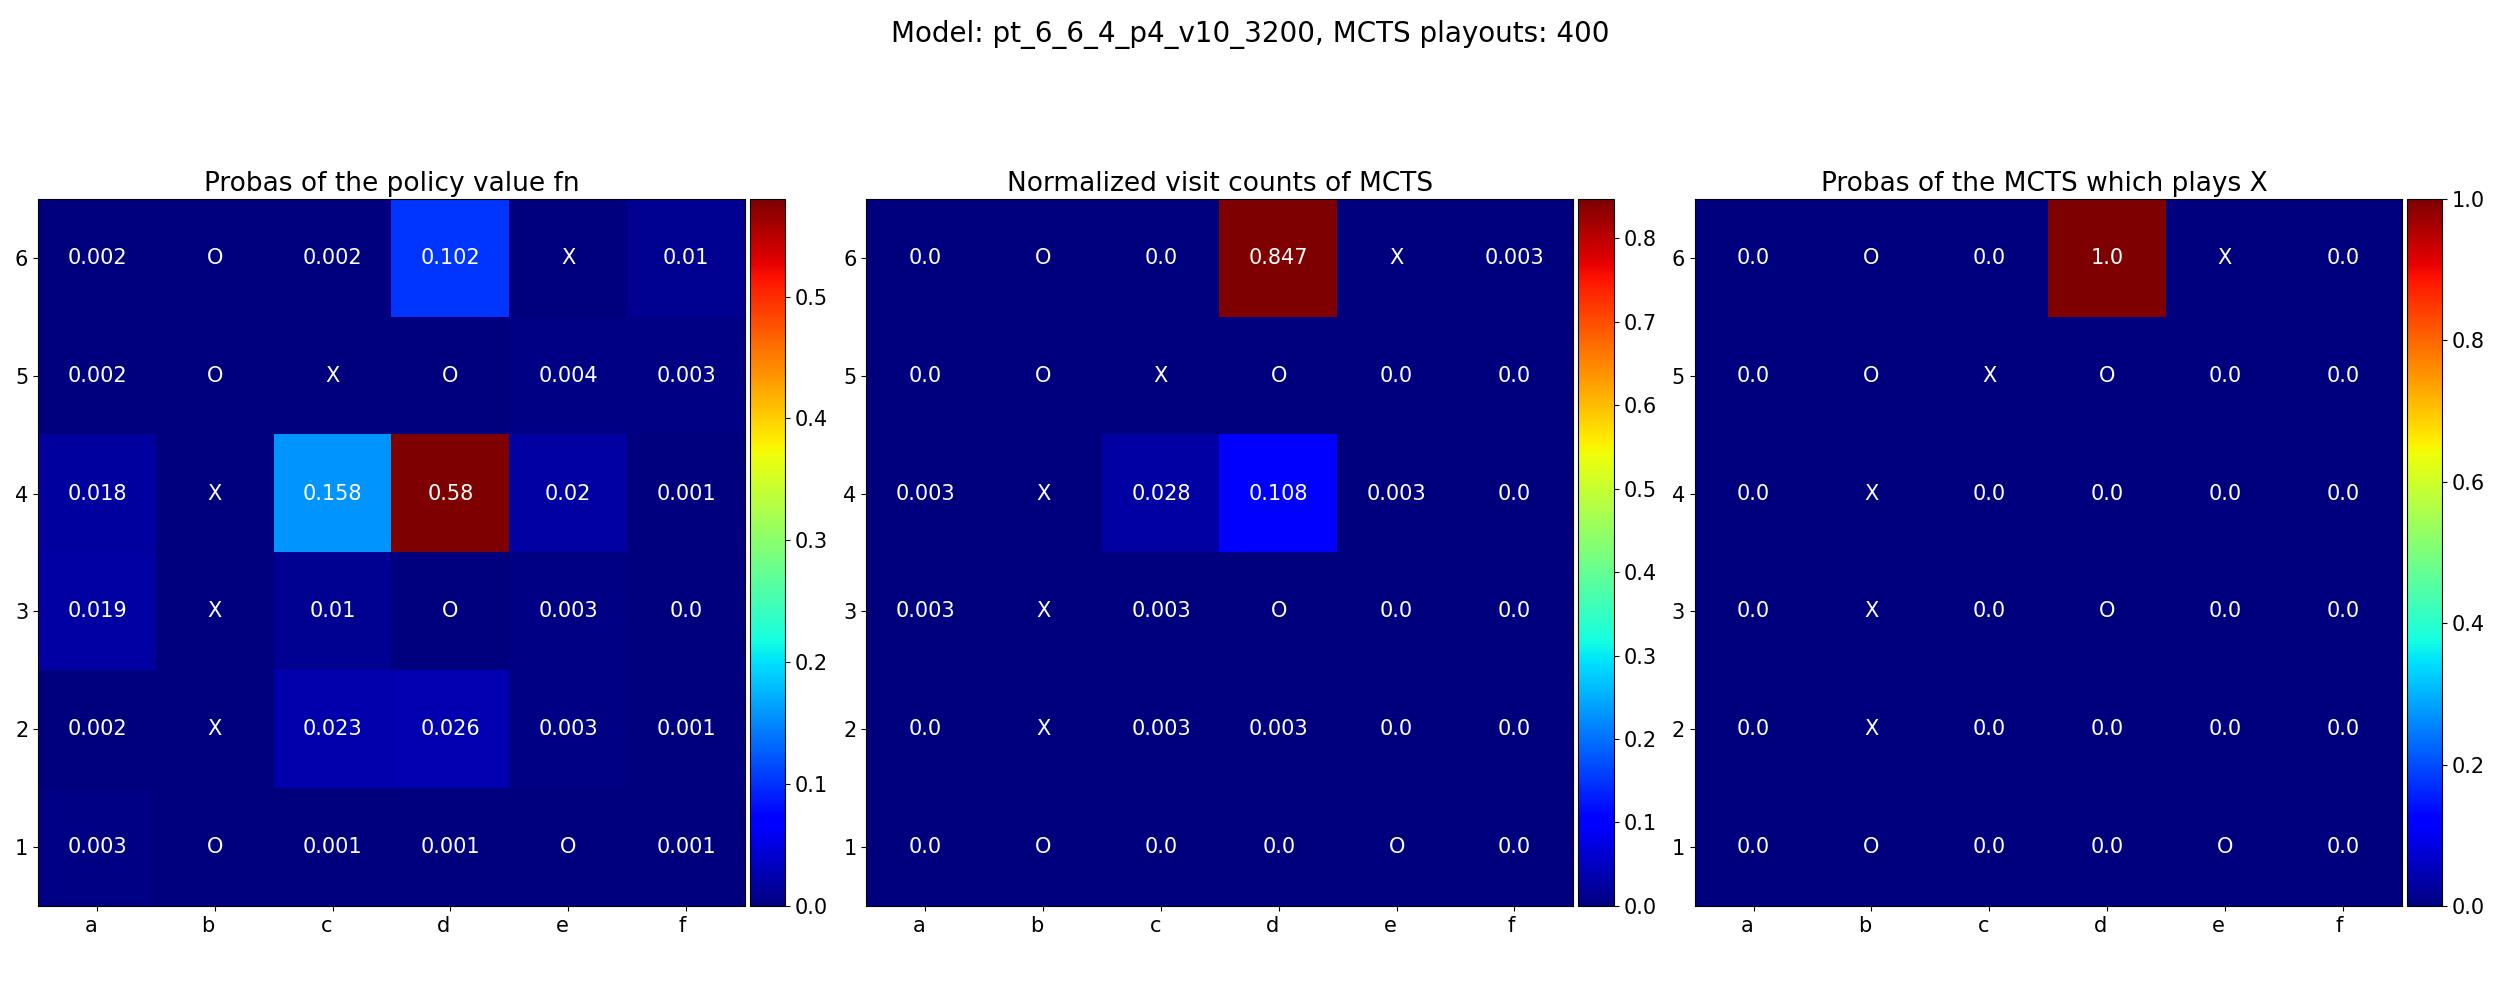 Model: pt_6_6_4_p4_v10_3200, MCTS playouts: 400
Probas of the policy value fn
6 0.002 O 0.002 0.102 X 0.01
5 0.002 O X O 0.004 0.003
4 0.018 X 0.158 0.58 0.02 0.001
3 0.019 X 0.01 O 0.003 0.0
2 0.002 X 0.023 0.026 0.003 0.001
1 0.003 O 0.001 0.001 O 0.001
a b c d e f
0.5
0.4
0.3
0.2
0.1
0.0
Normalized visit counts of MCTS
6 0.0 O 0.0 0.847 X 0.003
5 0.0 O X O 0.0 0.0
4 0.003 X 0.028 0.108 0.003 0.0
3 0.003 X 0.003 O 0.0 0.0
2 0.0 X 0.003 0.003 0.0 0.0
1 0.0 O 0.0 0.0 O 0.0
a b c d e f
0.8
0.7
0.6
0.5
0.4
0.3
0.2
0.1
0.0
Probas of the MCTS which plays X
6 0.0 O 0.0 1.0 X 0.0
5 0.0 O X O 0.0 0.0
4 0.0 X 0.0 0.0 0.0 0.0
3 0.0 X 0.0 O 0.0 0.0
2 0.0 X 0.0 0.0 0.0 0.0
1 0.0 O 0.0 0.0 O 0.0
a b c d e f
1.0
0.8
0.6
0.4
0.2
0.0